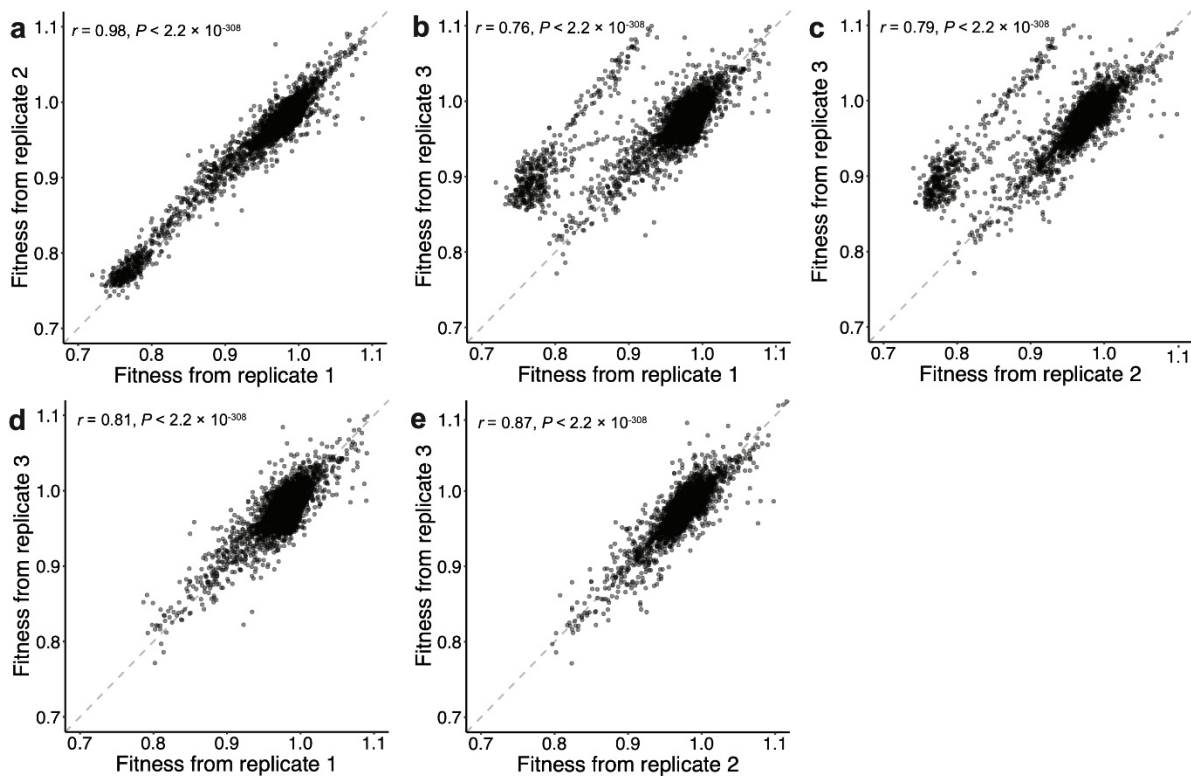 a
r = 0.98, P < 2.2 × 10-308
Fitness from replicate 2
1.1
1.0
0.9
0.8
0.7
0.7 0.8 0.9 1.0 1.1
Fitness from replicate 1
b
r = 0.76, P < 2.2 × 10-308
Fitness from replicate 3
1.1
1.0
0.9
0.8
0.7
0.7 0.8 0.9 1.0 1.1
Fitness from replicate 1
c
r = 0.79, P < 2.2 × 10-308
Fitness from replicate 3
1.1
1.0
0.9
0.8
0.7
0.7 0.8 0.9 1.0 1.1
Fitness from replicate 2
d
r = 0.81, P < 2.2 × 10-308
Fitness from replicate 3
1.1
1.0
0.9
0.8
0.7
0.7 0.8 0.9 1.0 1.1
Fitness from replicate 1
e
r = 0.87, P < 2.2 × 10-308
Fitness from replicate 3
1.1
1.0
0.9
0.8
0.7
0.7 0.8 0.9 1.0 1.1
Fitness from replicate 2